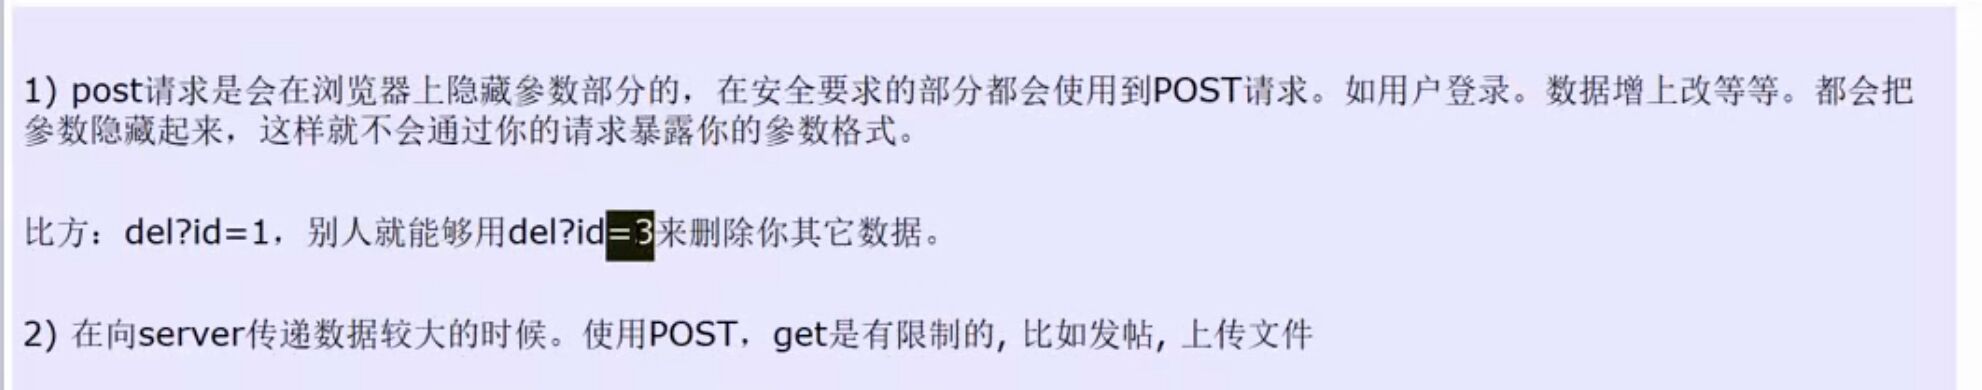 1) post请求是会在浏览器上隐藏參数部分的，在安全要求的部分都会使用到POST请求。如用户登录。数据增上改等等。都会把
參数隐藏起来，这样就不会通过你的请求暴露你的參数格式。
比方：del?id=1，别人就能够用del?id=3来删除你其它数据。
2) 在向server传递数据较大的时候。使用POST，get是有限制的, 比如发帖, 上传文件